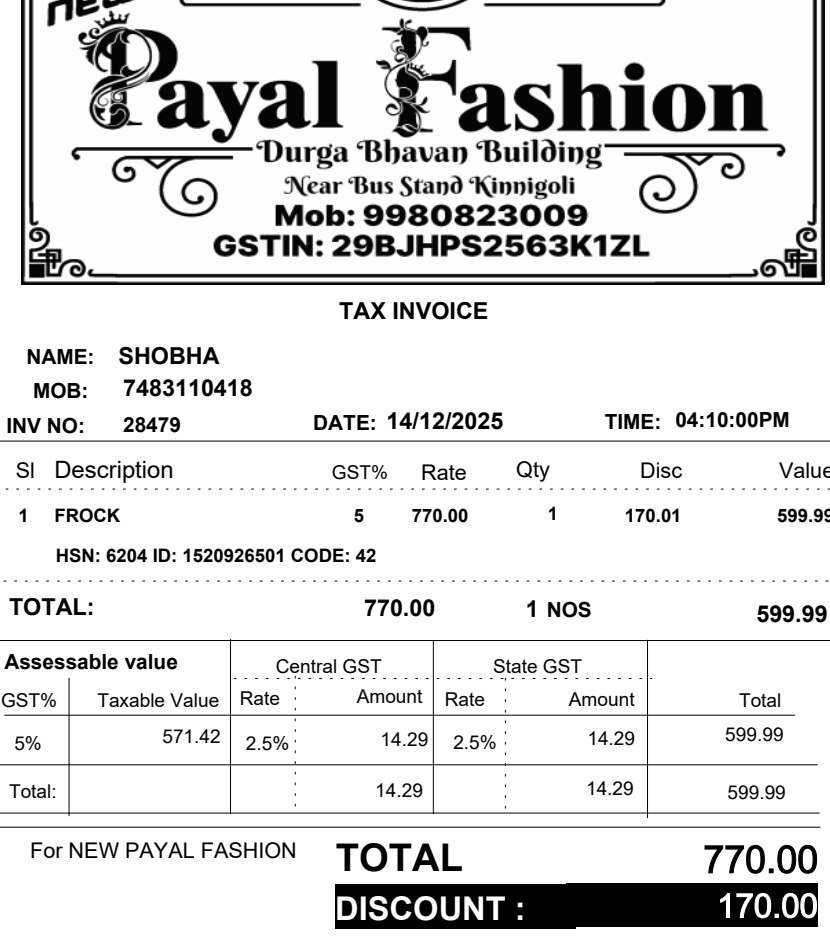 new
Payal Fashion
Durga Bhavan Building
Near Bus Stand Kinnigoli
Mob: 9980823009
GSTIN: 29BJHPS2563K1ZL
TAX INVOICE
NAME: SHOBHA
MOB: 7483110418
INV NO: 28479 DATE: 14/12/2025 TIME: 04:10:00PM
Sl Description GST% Rate Qty Disc Value
1 FROCK 5 770.00 1 170.01 599.99
HSN: 6204 ID: 1520926501 CODE: 42
TOTAL: 770.00 1 NOS 599.99
Assessable value Central GST State GST
GST% Taxable Value Rate Amount Rate Amount Total
5% 571.42 2.5% 14.29 2.5% 14.29 599.99
Total: 14.29 14.29 599.99
For NEW PAYAL FASHION TOTAL 770.00
DISCOUNT : 170.00